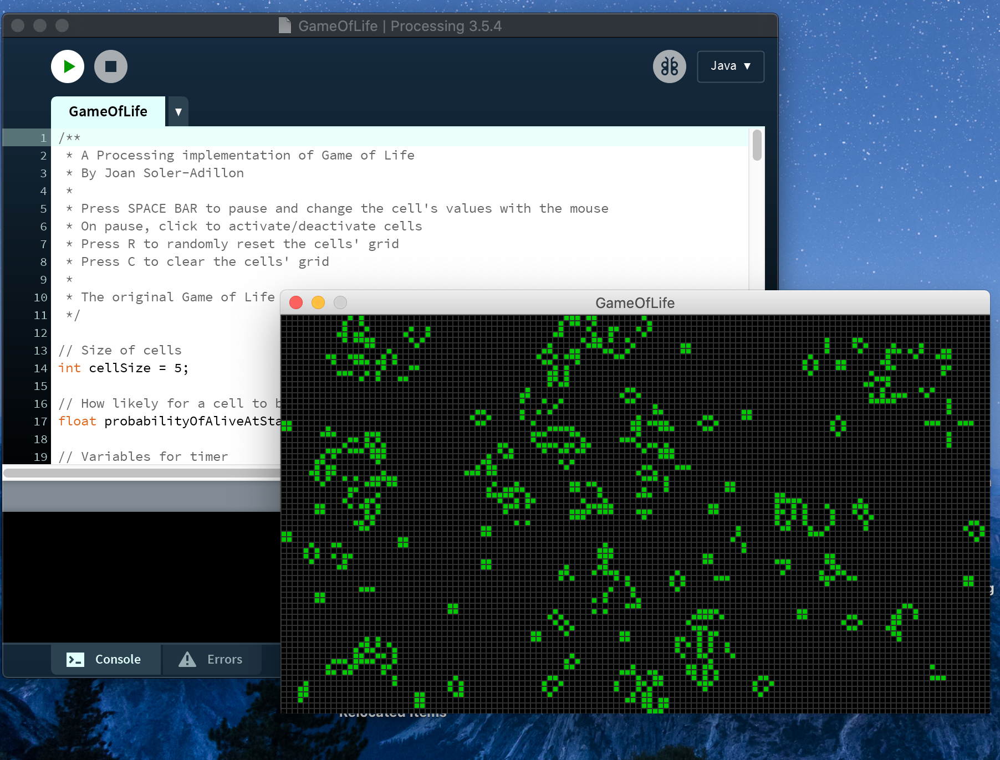 GameOfLife | Processing 3.5.4
Java ▼
GameOfLife ▼
1 /**
2 * A Processing implementation of Game of Life
3 * By Joan Soler-Adillon
4 *
5 * Press SPACE BAR to pause and change the cell's values with the mouse
6 * On pause, click to activate/deactivate cells
7 * Press R to randomly reset the cells' grid
8 * Press C to clear the cells' grid
9 *
10 * The original Game of Life
11 */
12
13 // Size of cells
14 int cellSize = 5;
15
16 // How likely for a cell to b
17 float probabilityOfAliveAtSta
18
19 // Variables for timer
GameOfLife
Console
Errors
Relocated Items